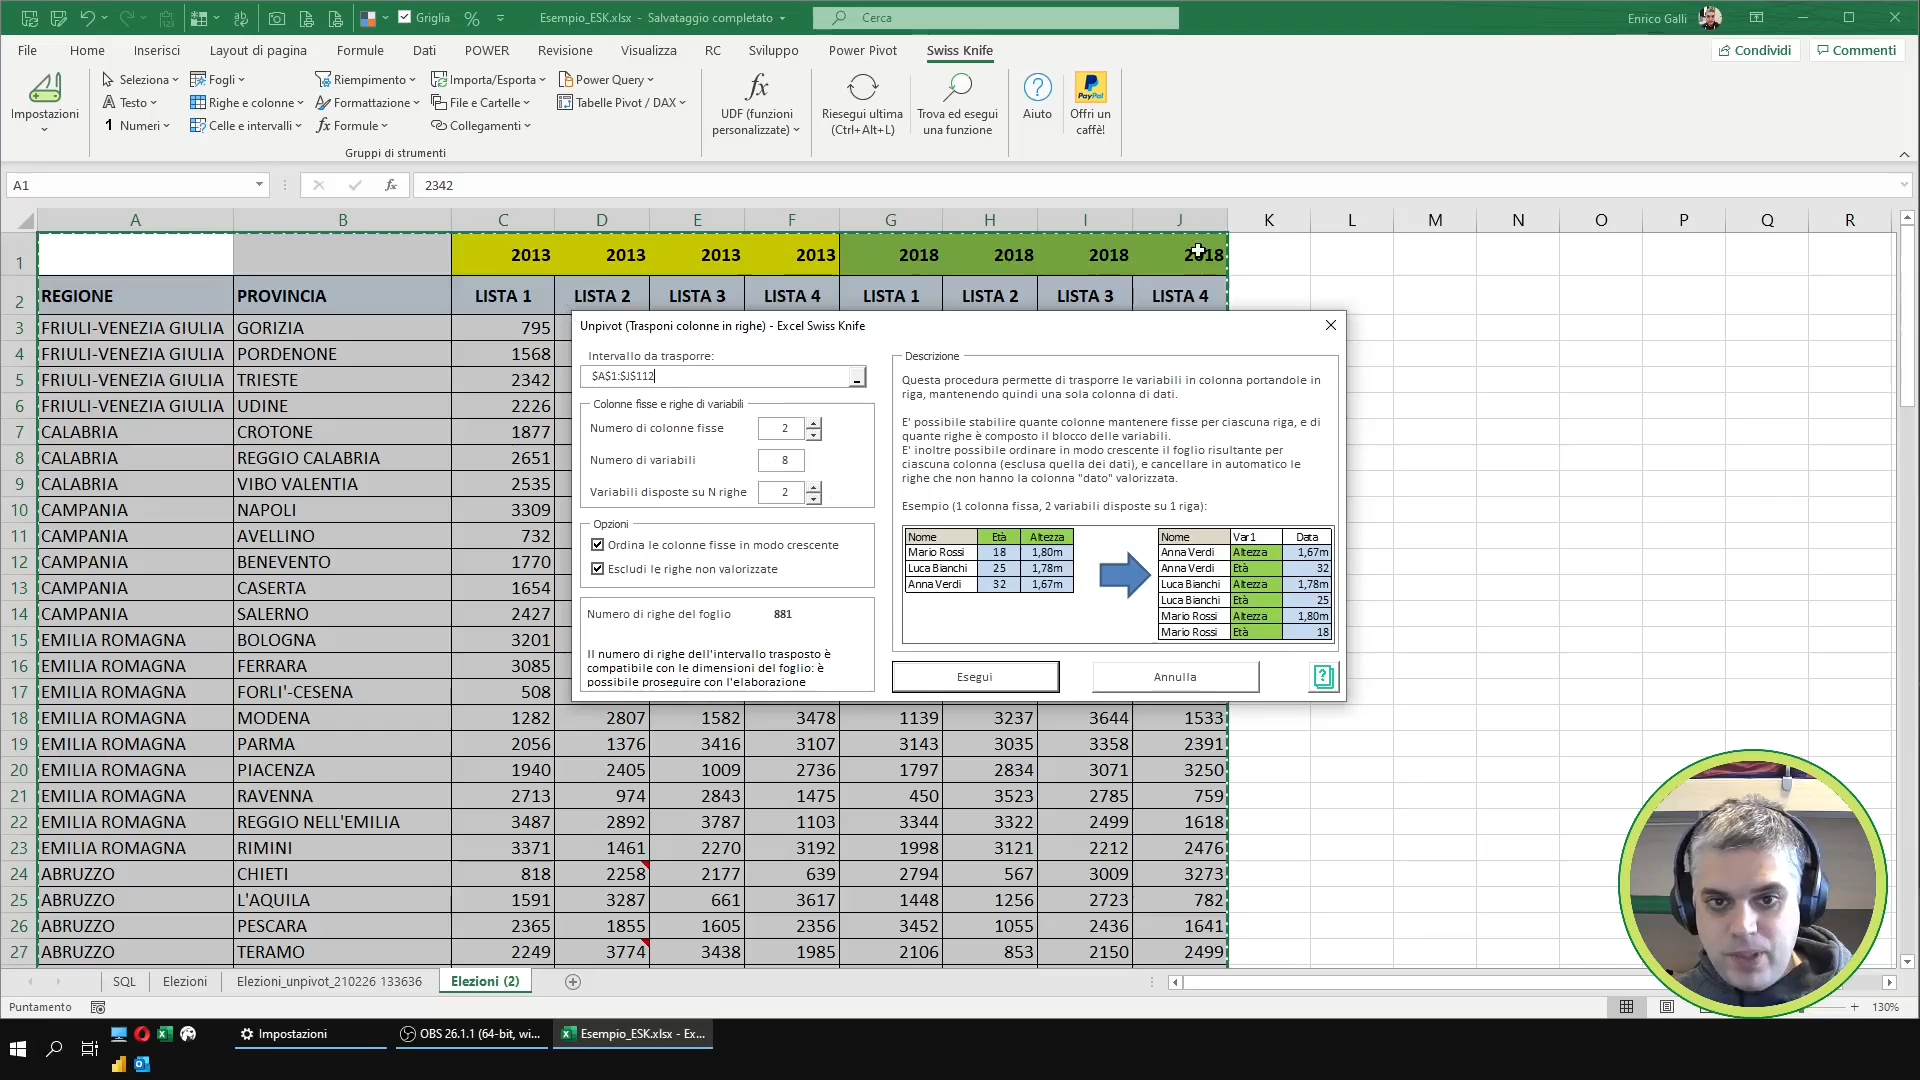 Griglia
Esempio_ESK.xlsx - Salvataggio completato
Cerca
Enrico Galli
File Home Inserisci Layout di pagina Formule Dati POWER Revisione Visualizza RC Sviluppo Power Pivot Swiss Knife
Condividi Commenti
Impostazioni
Seleziona Fogli Riempimento Importa/Esporta Power Query
Testo Righe e colonne Formattazione File e Cartelle Tabelle Pivot / DAX
Numeri Celle e intervalli Formule Collegamenti
Gruppi di strumenti
UDF (funzioni personalizzate)
Riesegui ultima (Ctrl+Alt+L)
Trova ed esegui una funzione
Aiuto
PayPal
Offri un caffè!
A1 fx 2342
A B C D E F G H I J K L M N O P Q R
1 2013 2013 2013 2013 2018 2018 2018 2018
2 REGIONE PROVINCIA LISTA 1 LISTA 2 LISTA 3 LISTA 4 LISTA 1 LISTA 2 LISTA 3 LISTA 4
3 FRIULI-VENEZIA GIULIA GORIZIA 795
4 FRIULI-VENEZIA GIULIA PORDENONE 1568
5 FRIULI-VENEZIA GIULIA TRIESTE 2342
6 FRIULI-VENEZIA GIULIA UDINE 2226
7 CALABRIA CROTONE 1877
8 CALABRIA REGGIO CALABRIA 2651
9 CALABRIA VIBO VALENTIA 2535
10 CAMPANIA NAPOLI 3309
11 CAMPANIA AVELLINO 732
12 CAMPANIA BENEVENTO 1770
13 CAMPANIA CASERTA 1654
14 CAMPANIA SALERNO 2427
15 EMILIA ROMAGNA BOLOGNA 3201
16 EMILIA ROMAGNA FERRARA 3085
17 EMILIA ROMAGNA FORLI'-CESENA 508
18 EMILIA ROMAGNA MODENA 1282 2807 1582 3478 1139 3237 3644 1533
19 EMILIA ROMAGNA PARMA 2056 1376 3416 3107 3143 3035 3358 2391
20 EMILIA ROMAGNA PIACENZA 1940 2405 1009 2736 1797 2834 3071 3250
21 EMILIA ROMAGNA RAVENNA 2713 974 2843 1475 450 3523 2785 759
22 EMILIA ROMAGNA REGGIO NELL'EMILIA 3487 2892 3787 1103 3344 3322 2499 1618
23 EMILIA ROMAGNA RIMINI 3371 1461 2270 3192 1998 3121 2212 2476
24 ABRUZZO CHIETI 818 2258 2177 639 2794 567 3009 3273
25 ABRUZZO L'AQUILA 1591 3287 661 3617 1448 1256 2723 782
26 ABRUZZO PESCARA 2365 1855 1605 2356 3452 1055 2436 1641
27 ABRUZZO TERAMO 2249 3774 3438 1985 2106 853 2150 2499
Unpivot (Trasponi colonne in righe) - Excel Swiss Knife
Intervallo da trasporre:
$A$1:$J$112
Colonne fisse e righe di variabili
Numero di colonne fisse 2
Numero di variabili 8
Variabili disposte su N righe 2
Opzioni
Ordina le colonne fisse in modo crescente
Escludi le righe non valorizzate
Numero di righe del foglio 881
Il numero di righe dell'intervallo trasposto è
compatibile con le dimensioni del foglio: è
possibile proseguire con l'elaborazione
Descrizione
Questa procedura permette di trasporre le variabili in colonna portandole in
riga, mantenendo quindi una sola colonna di dati.
E' possibile stabilire quante colonne mantenere fisse per ciascuna riga, e di
quante righe è composto il blocco delle variabili.
E' inoltre possibile ordinare in modo crescente il foglio risultante per
ciascuna colonna (esclusa quella dei dati), e cancellare in automatico le
righe che non hanno la colonna "dato" valorizzata.
Esempio (1 colonna fissa, 2 variabili disposte su 1 riga):
Nome Età Altezza
Mario Rossi 18 1,80m
Luca Bianchi 25 1,78m
Anna Verdi 32 1,67m
Nome Var1 Data
Anna Verdi Altezza 1,67m
Anna Verdi Età 32
Luca Bianchi Altezza 1,78m
Luca Bianchi Età 25
Mario Rossi Altezza 1,80m
Mario Rossi Età 18
Esegui Annulla
SQL Elezioni Elezioni_unpivot_210226 133636 Elezioni (2)
Puntamento
130%
Impostazioni OBS 26.1.1 (64-bit, wi... Esempio_ESK.xlsx - Ex...